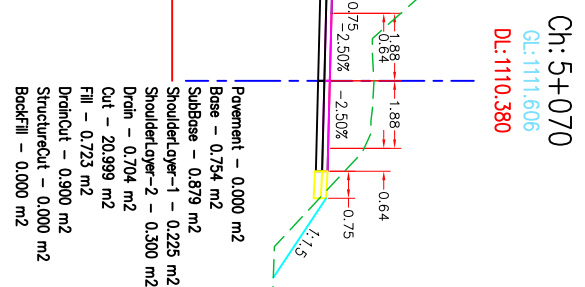 Ch: 5+070
GL:1111.606
DL:1110.380
1.88
0.64
0.75
-2.50%
-2.50%
1.88
0.64
0.75
1:1.5
Pavement - 0.000 m2
Base - 0.754 m2
SubBase - 0.879 m2
ShoulderLayer-1 - 0.225 m2
ShoulderLayer-2 - 0.300 m2
Drain - 0.704 m2
Cut - 20.999 m2
Fill - 0.723 m2
DrainCut - 0.900 m2
StructureCut - 0.000 m2
BackFill - 0.000 m2